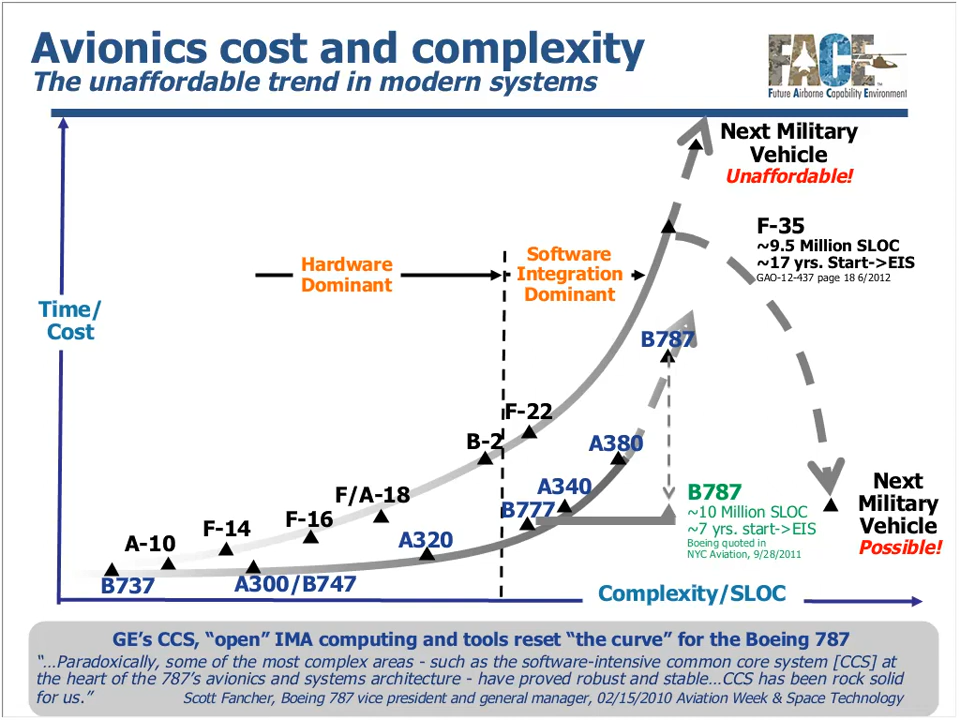 Avionics cost and complexity
The unaffordable trend in modern systems
FACE™
Future Airborne Capability Environment
Next Military
Vehicle
Unaffordable!
F-35
~9.5 Million SLOC
~17 yrs. Start->EIS
GAO-12-437 page 18 6/2012
Hardware
Dominant
Software
Integration
Dominant
Time/
Cost
B787
F-22
B-2
A380
F/A-18
A340
B777
F-16
F-14
A-10
A320
B737
A300/B747
B787
~10 Million SLOC
~7 yrs. start->EIS
Boeing quoted in
NYC Aviation, 9/28/2011
Next
Military
Vehicle
Possible!
Complexity/SLOC
GE’s CCS, “open” IMA computing and tools reset “the curve” for the Boeing 787
“…Paradoxically, some of the most complex areas - such as the software-intensive common core system [CCS] at
the heart of the 787’s avionics and systems architecture - have proved robust and stable…CCS has been rock solid
for us.” Scott Fancher, Boeing 787 vice president and general manager, 02/15/2010 Aviation Week & Space Technology